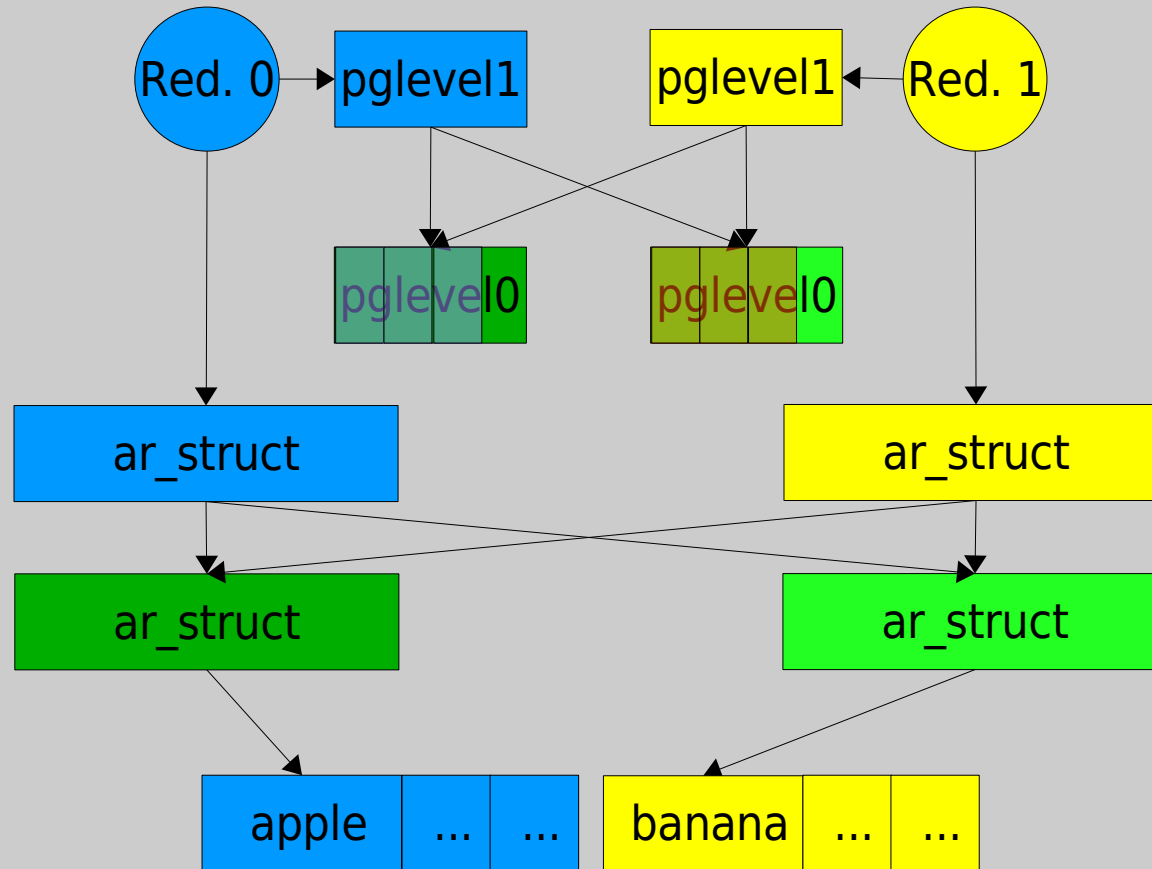 Red. 0
pglevel1
pglevel1
Red. 1
pglevel0
pglevel0
ar_struct
ar_struct
ar_struct
ar_struct
apple ... ...
banana ... ...